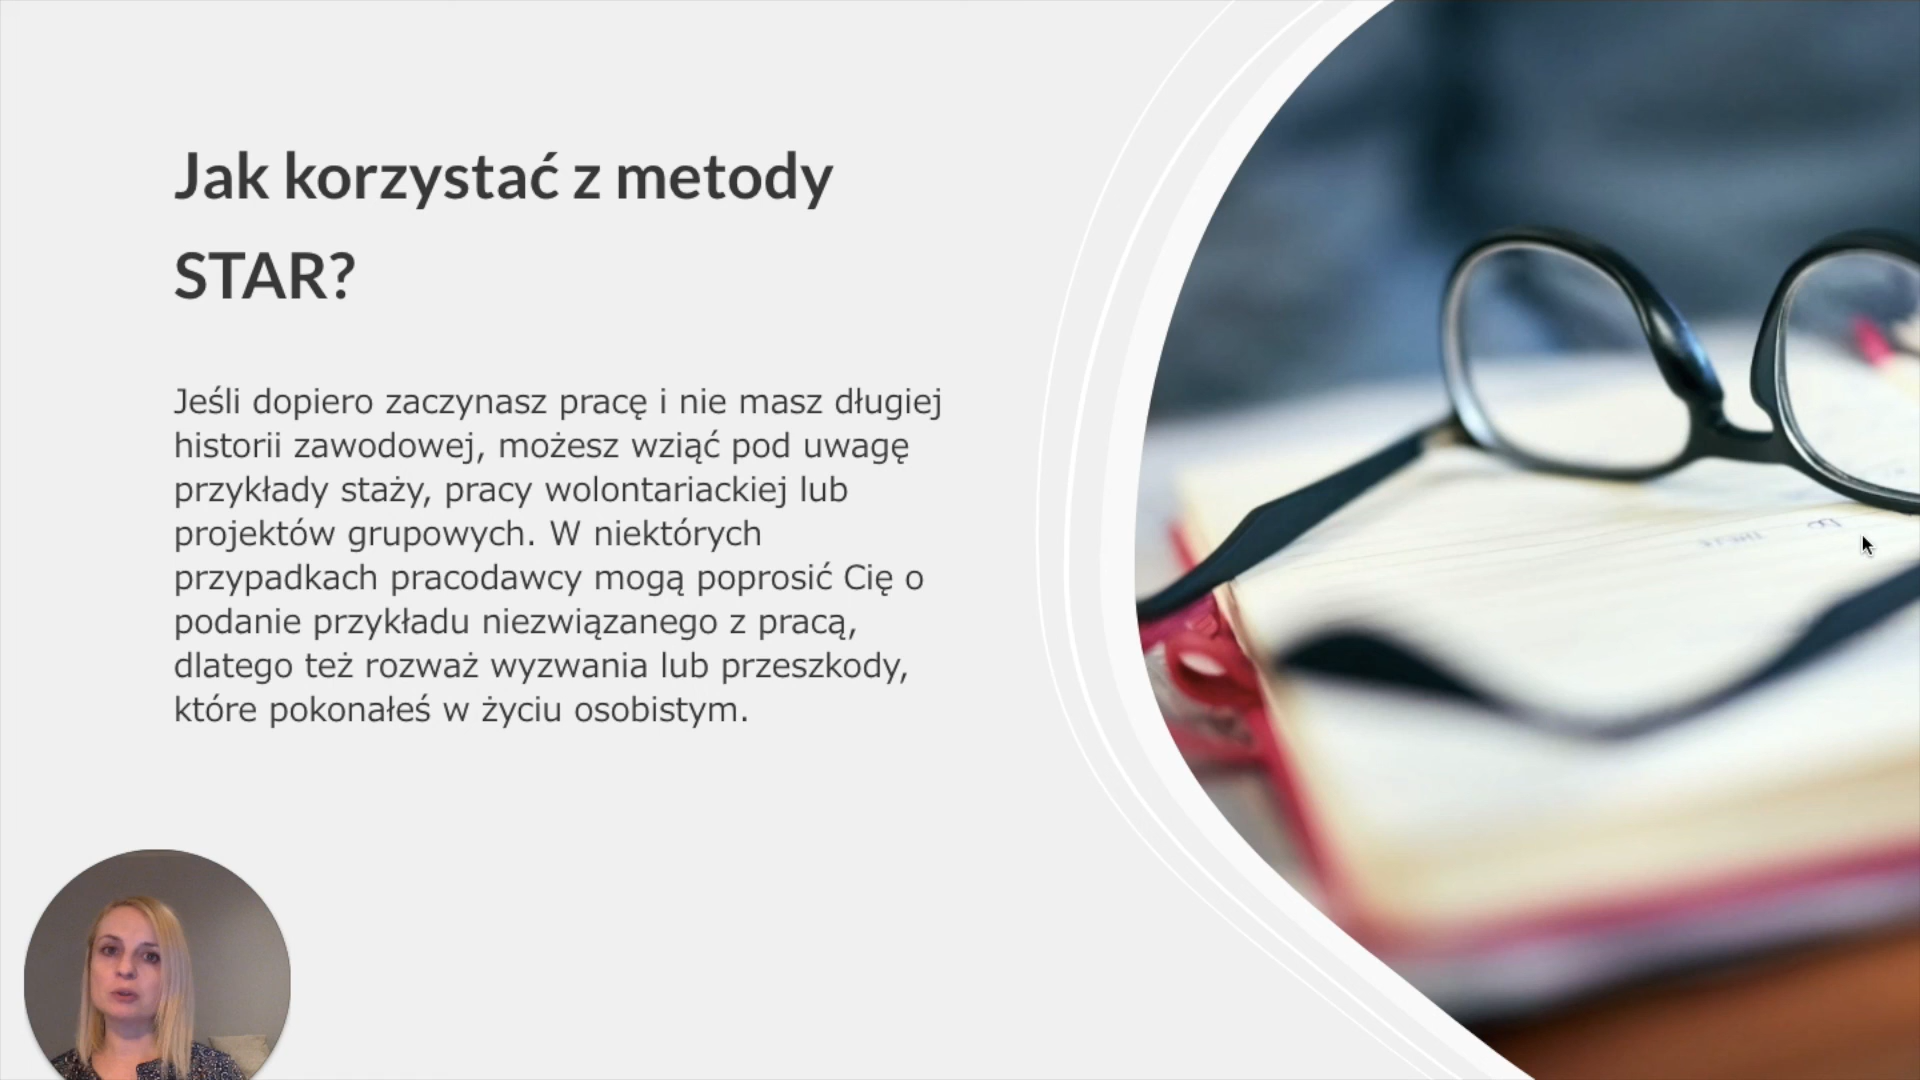 Jak korzystać z metody
STAR?
Jeśli dopiero zaczynasz pracę i nie masz długiej
historii zawodowej, możesz wziąć pod uwagę
przykłady staży, pracy wolontariackiej lub
projektów grupowych. W niektórych
przypadkach pracodawcy mogą poprosić Cię o
podanie przykładu niezwiązanego z pracą,
dlatego też rozważ wyzwania lub przeszkody,
które pokonałeś w życiu osobistym.